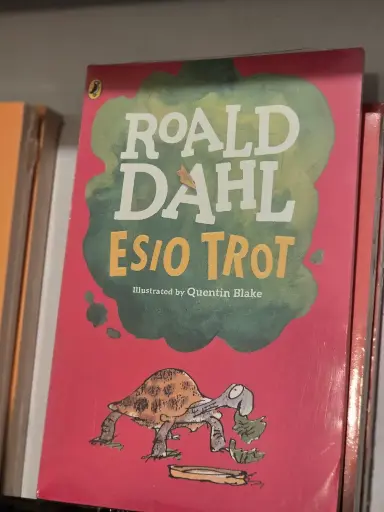 ROALD
DAHL
ESIO TROT
Illustrated by Quentin Blake